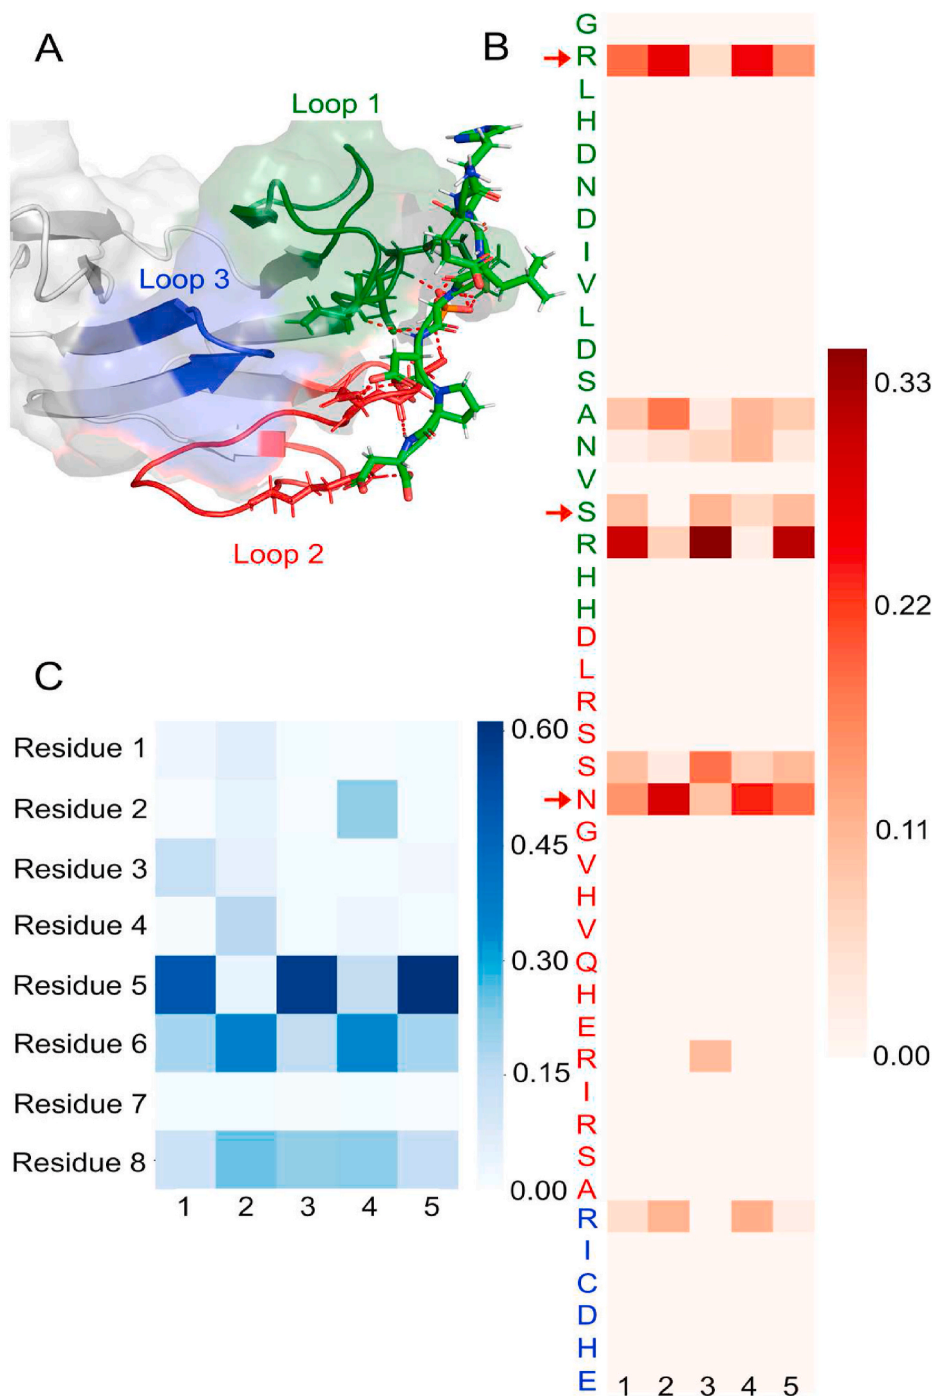 A
Loop 1
Loop 3
Loop 2
B
G
R
L
H
D
N
D
I
V
L
D
S
A
N
V
S
R
H
H
D
L
R
S
S
N
G
V
H
V
Q
H
E
R
I
R
S
A
R
I
C
D
H
E
1 2 3 4 5
0.33
0.22
0.11
0.00
C
Residue 1
Residue 2
Residue 3
Residue 4
Residue 5
Residue 6
Residue 7
Residue 8
1 2 3 4 5
0.60
0.45
0.30
0.15
0.00